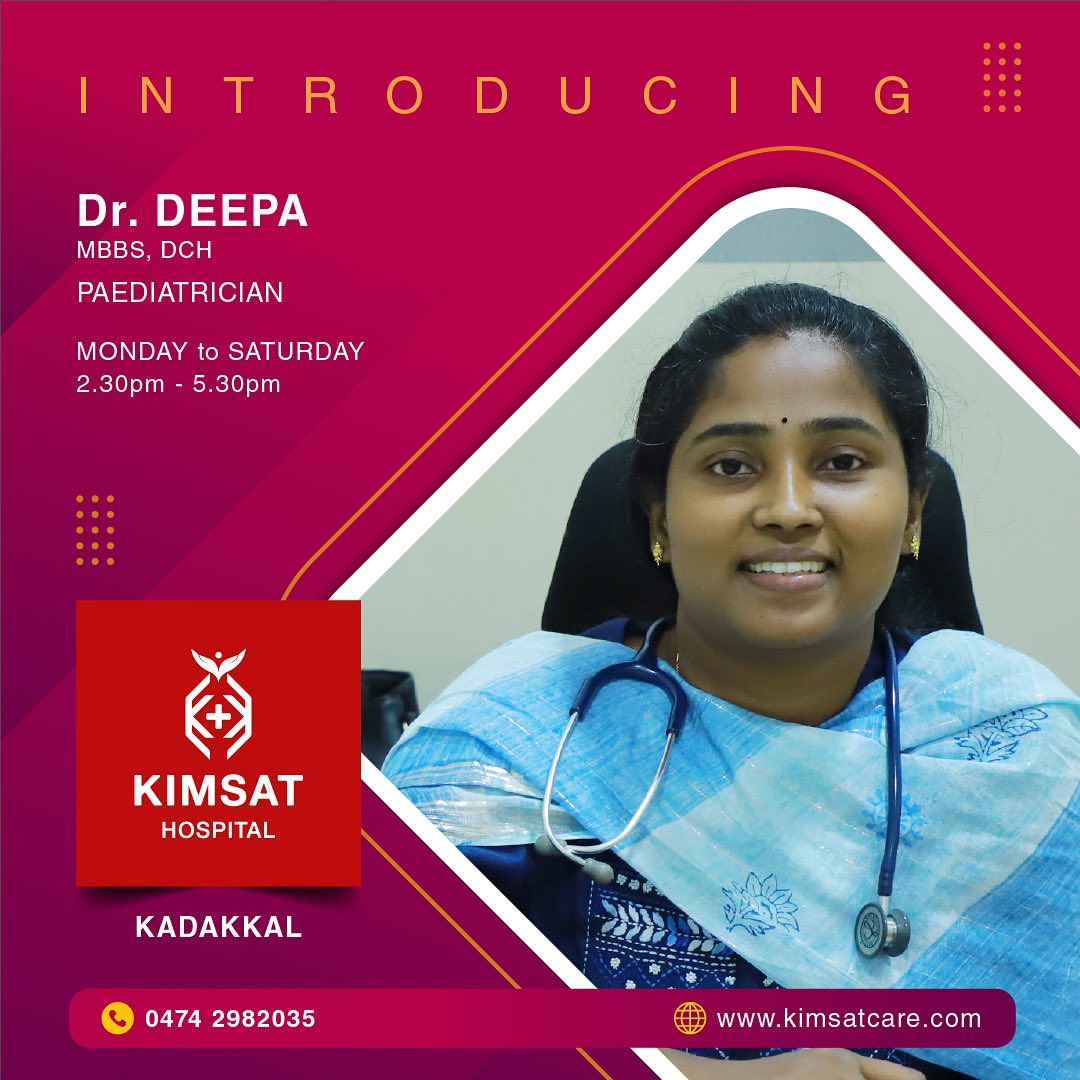 INTRODUCING
Dr. DEEPA
MBBS, DCH
PAEDIATRICIAN
MONDAY to SATURDAY
2.30pm - 5.30pm
KIMSAT
HOSPITAL
KADAKKAL
0474 2982035
www.kimsatcare.com